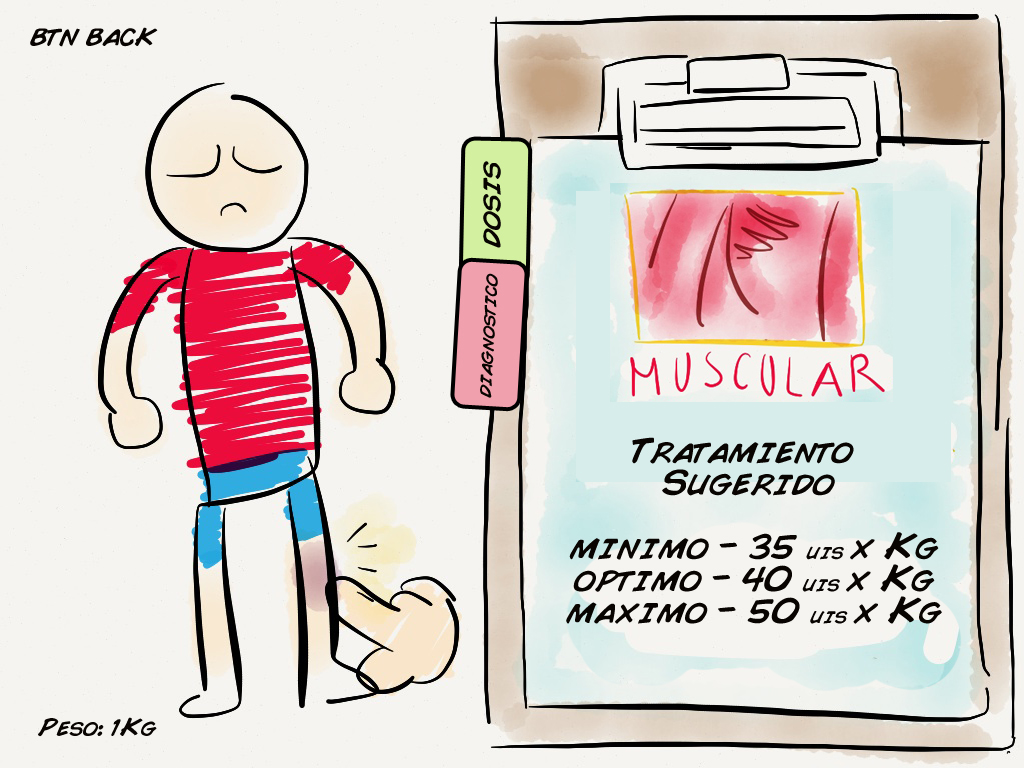 BTN BACK
DOSIS
DIAGNOSTICO
MUSCULAR
TRATAMIENTO
SUGERIDO
MINIMO - 35 UIS X KG
OPTIMO - 40 UIS X KG
MAXIMO - 50 UIS X KG
PESO: 1KG